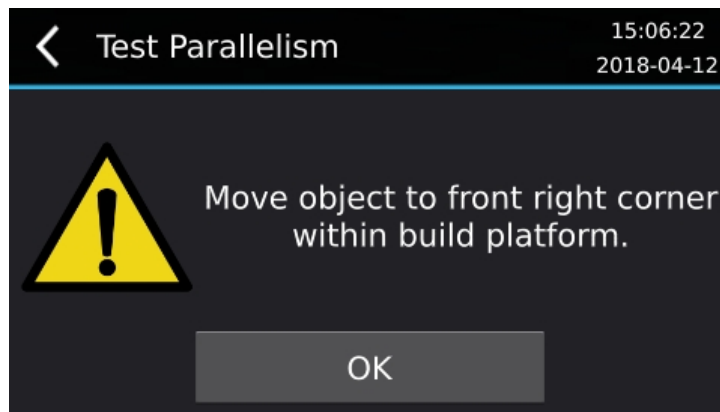 Test Parallelism
15:06:22
2018-04-12
Move object to front right corner
within build platform.
OK